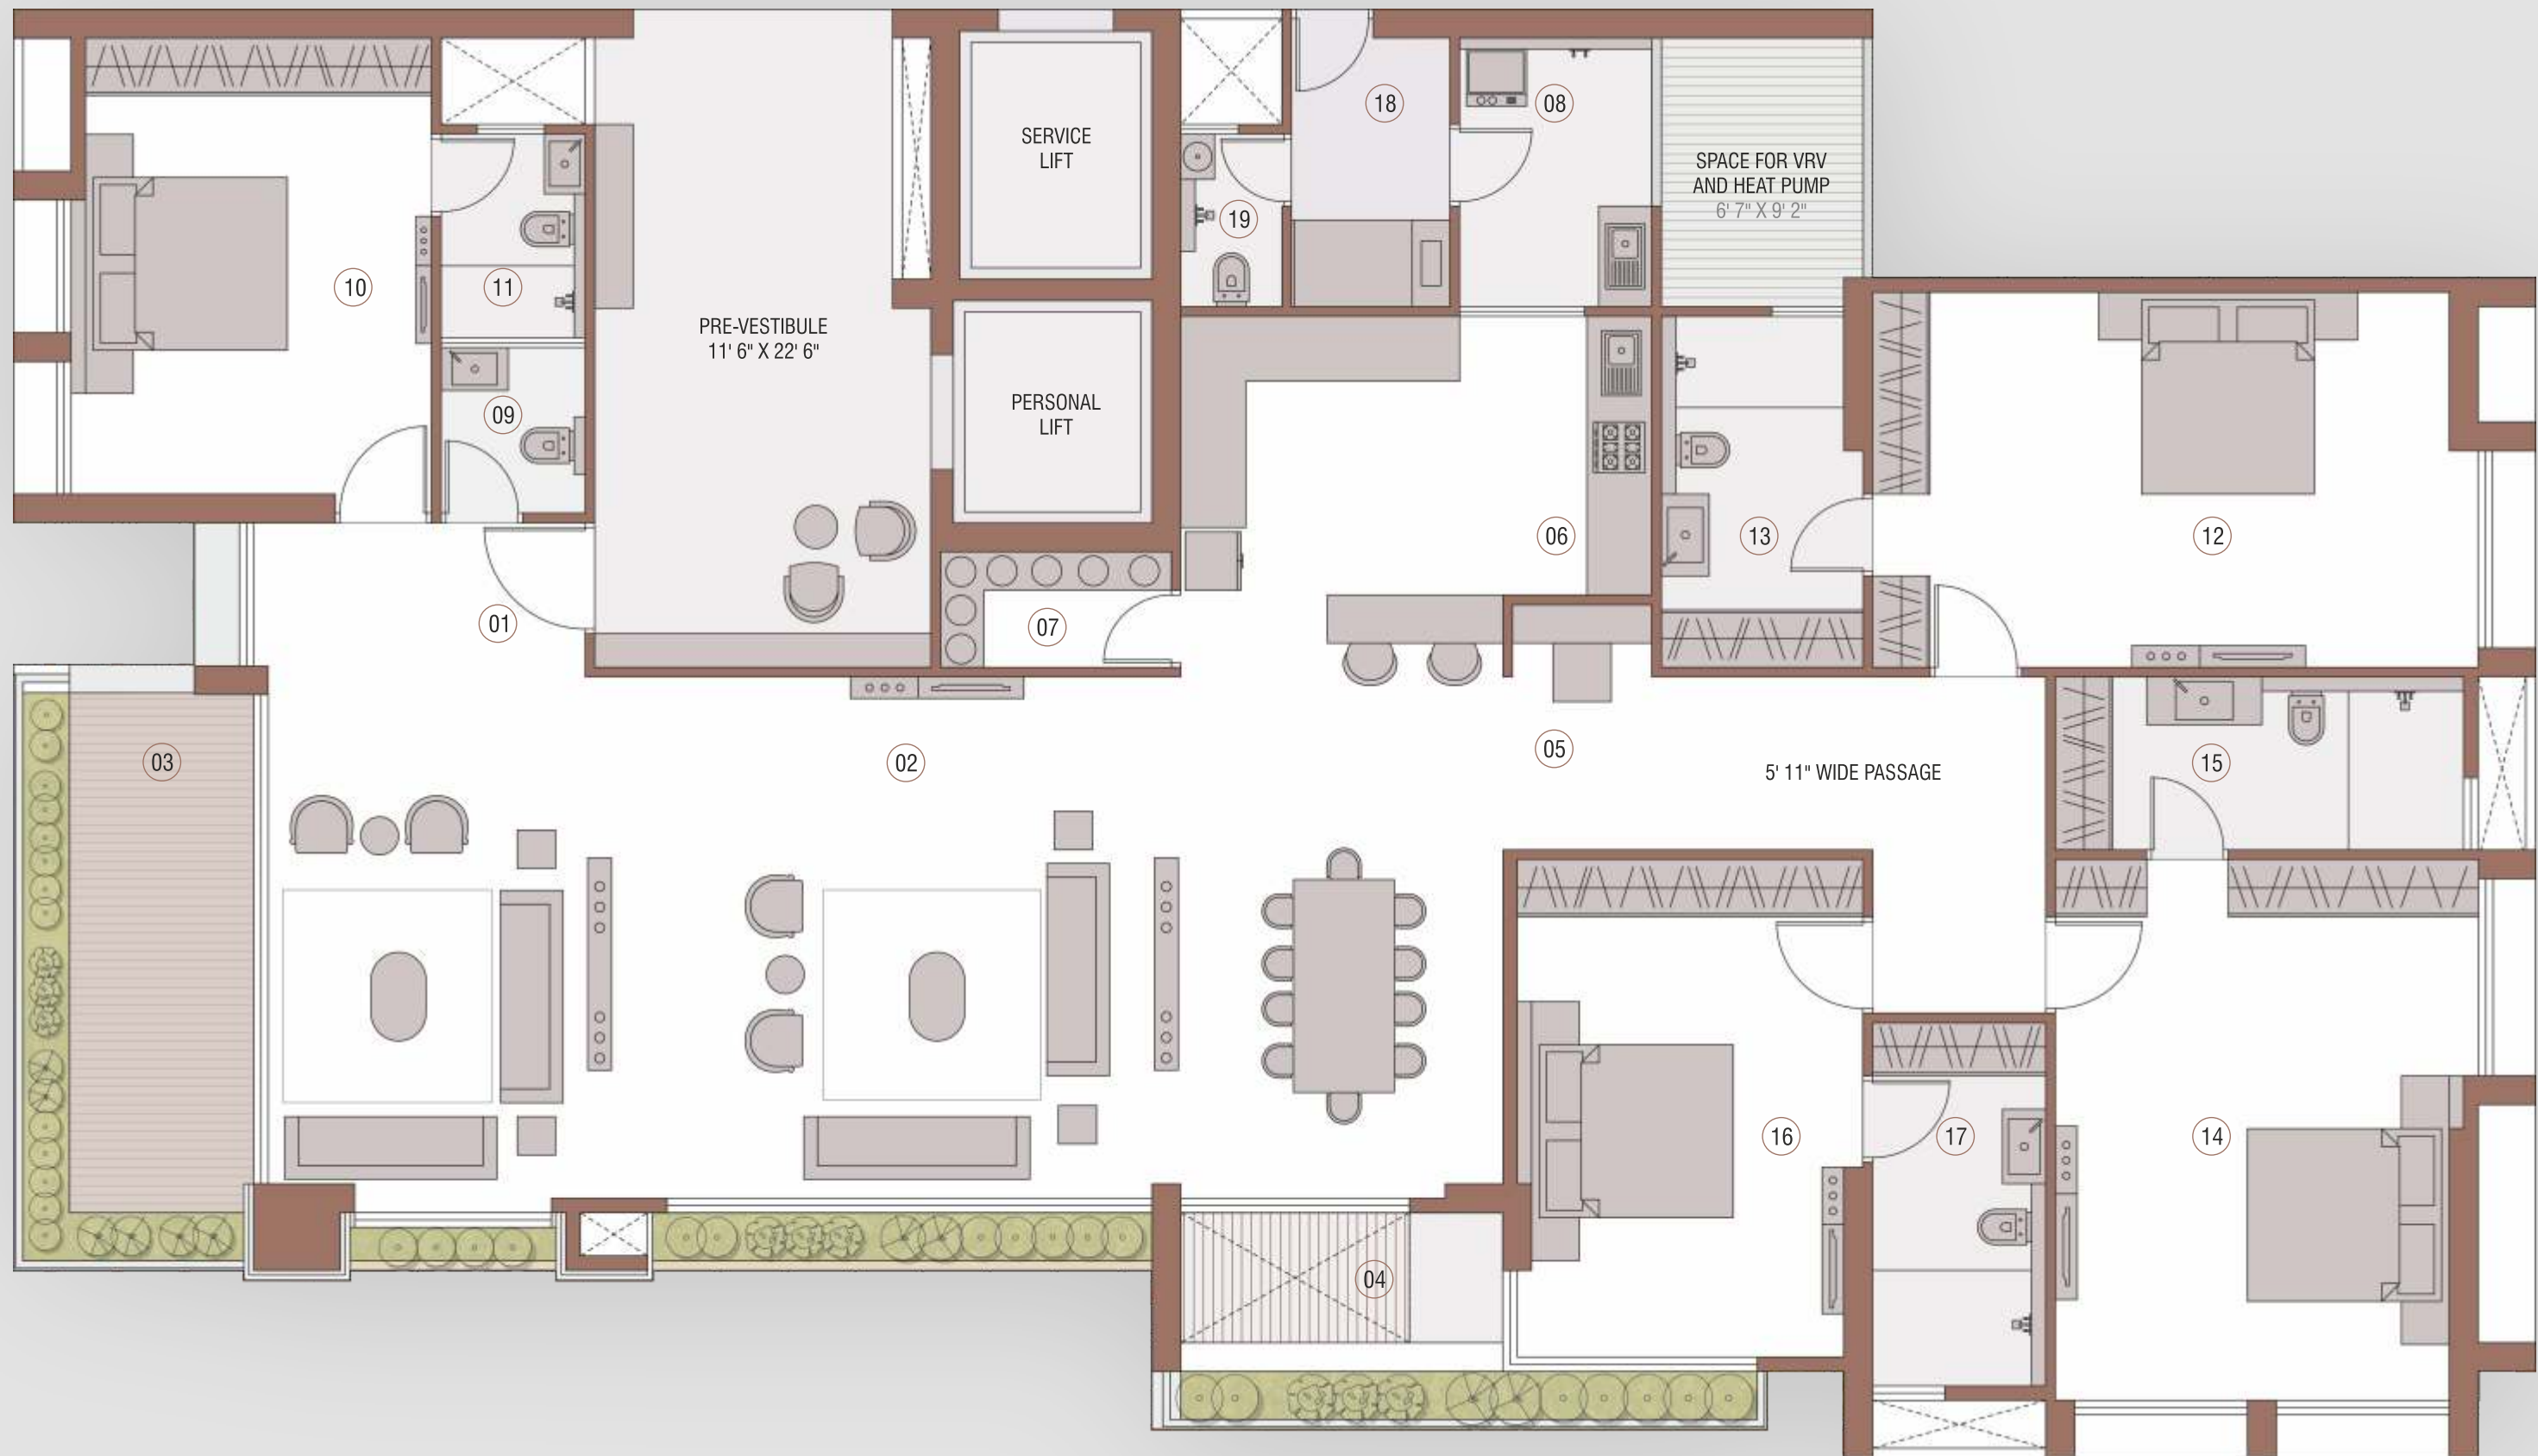 SERVICE
LIFT
18
08
SPACE FOR VRV
AND HEAT PUMP
6' 7" X 9' 2"
19
10
11
PRE-VESTIBULE
11' 6" X 22' 6"
PERSONAL
LIFT
09
06
13
12
01
07
03
02
05
5' 11" WIDE PASSAGE
15
16
17
14
04